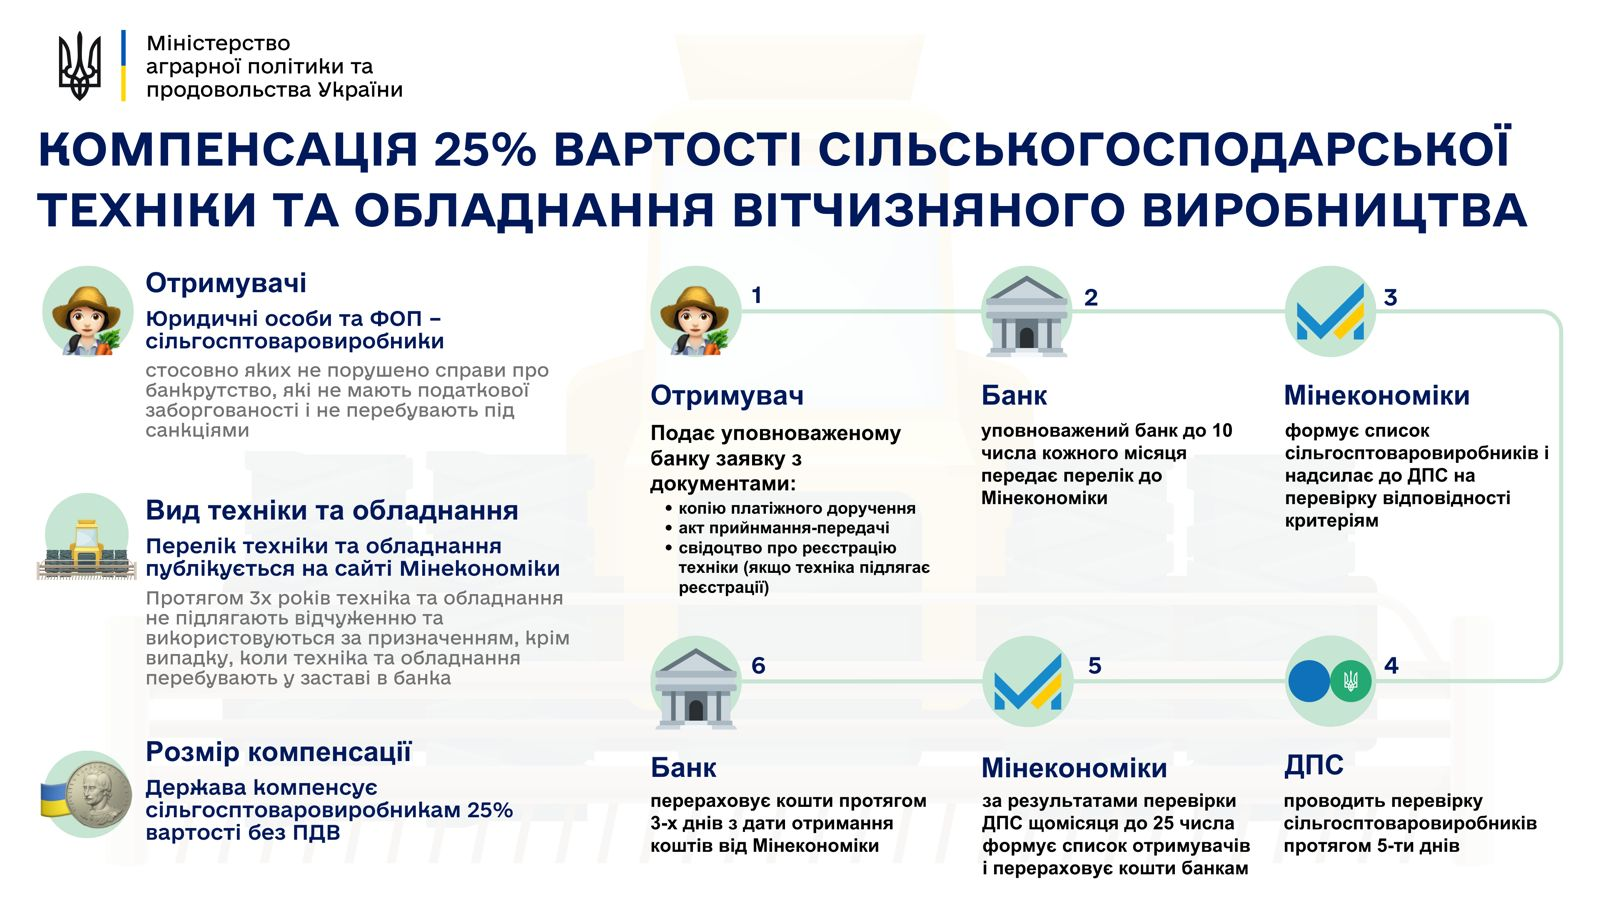 Міністерство
аграрної політики та
продовольства України
КОМПЕНСАЦІЯ 25% ВАРТОСТІ СІЛЬСЬКОГОСПОДАРСЬКОЇ
ТЕХНІКИ ТА ОБЛАДНАННЯ ВІТЧИЗНЯНОГО ВИРОБНИЦТВА
Отримувачі
Юридичні особи та ФОП –
сільгосптоваровиробники
стосовно яких не порушено справи про
банкрутство, які не мають податкової
заборгованості і не перебувають під
санкціями
Вид техніки та обладнання
Перелік техніки та обладнання
публікується на сайті Мінекономіки
Протягом 3х років техніка та обладнання
не підлягають відчуженню та
використовуються за призначенням, крім
випадку, коли техніка та обладнання
перебувають у заставі в банка
Розмір компенсації
Держава компенсує
сільгосптоваровиробникам 25%
вартості без ПДВ
1
Отримувач
Подає уповноваженому
банку заявку з
документами:
• копію платіжного доручення
• акт прийнмання-передачі
• свідоцтво про реєстрацію
техніки (якщо техніка підлягає
реєстрації)
2
Банк
уповноважений банк до 10
числа кожного місяця
передає перелік до
Мінекономіки
3
Мінекономіки
формує список
сільгосптоваровиробників і
надсилає до ДПС на
перевірку відповідності
критеріям
4
ДПС
проводить перевірку
сільгосптоваровиробників
протягом 5-ти днів
5
Мінекономіки
за результатами перевірки
ДПС щомісяця до 25 числа
формує список отримувачів
і перераховує кошти банкам
6
Банк
перераховує кошти протягом
3-х днів з дати отримання
коштів від Мінекономіки